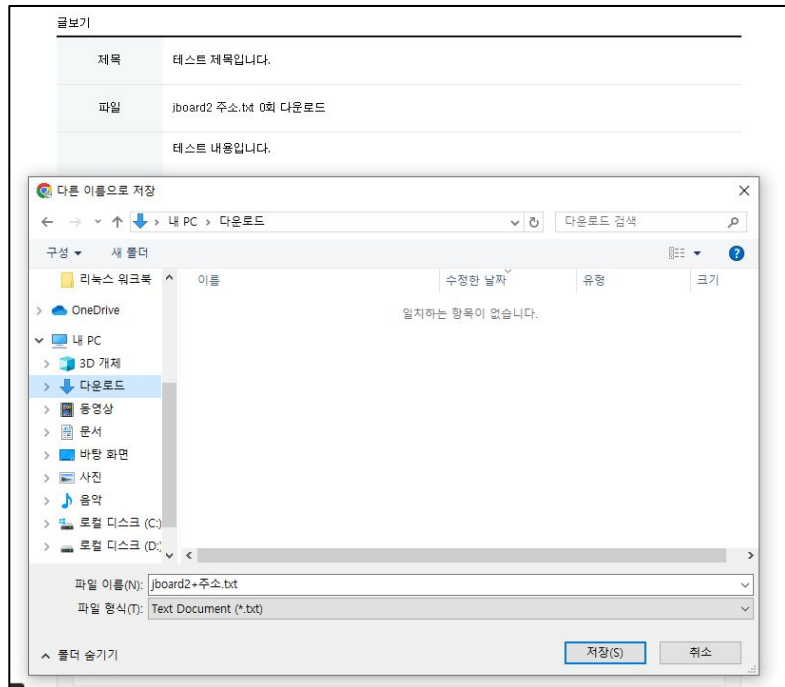 글보기
제목 테스트 제목입니다.
파일 jboard2 주소.txt 0회 다운로드
테스트 내용입니다.
다른 이름으로 저장
내 PC > 다운로드
다운로드 검색
구성 새 폴더
이름 수정한 날짜 유형 크기
일치하는 항목이 없습니다.
리눅스 워크북
OneDrive
내 PC
3D 개체
다운로드
동영상
문서
바탕 화면
사진
음악
로컬 디스크 (C:)
로컬 디스크 (D:)
파일 이름(N): jboard2+주소.txt
파일 형식(T): Text Document (*.txt)
폴더 숨기기
저장(S) 취소